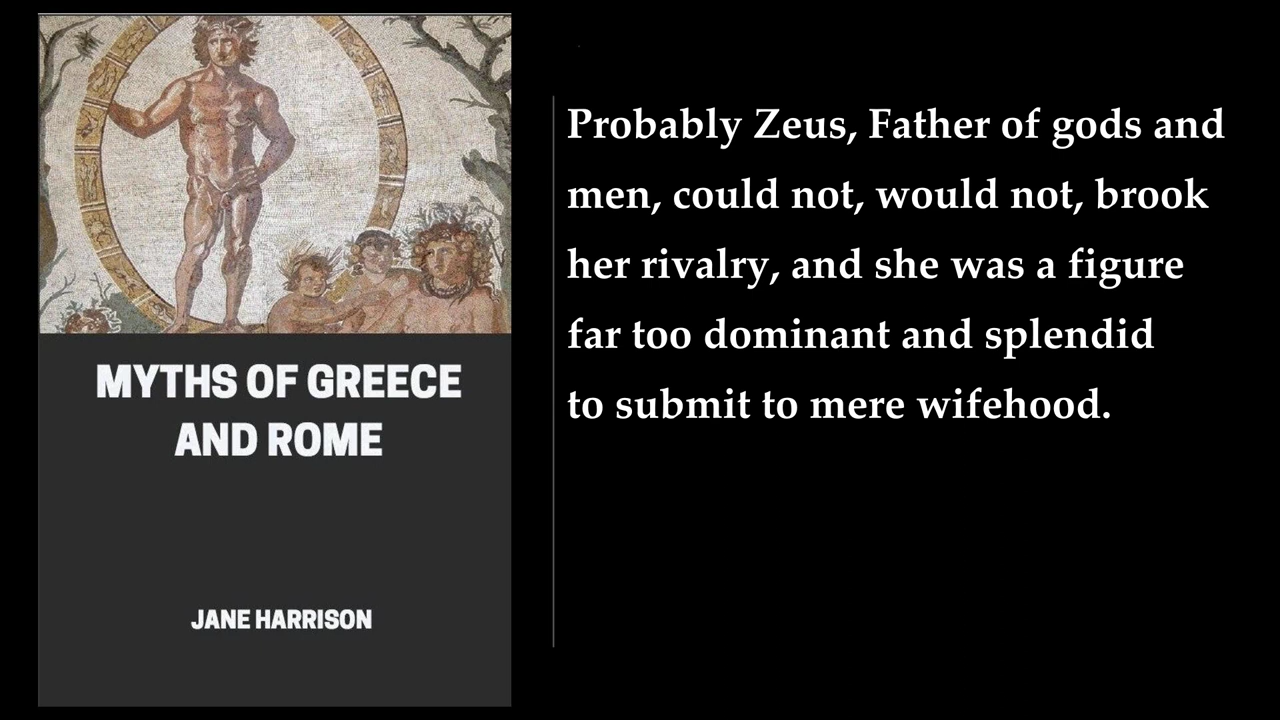 MYTHS OF GREECE
AND ROME
JANE HARRISON
Probably Zeus, Father of gods and
men, could not, would not, brook
her rivalry, and she was a figure
far too dominant and splendid
to submit to mere wifehood.